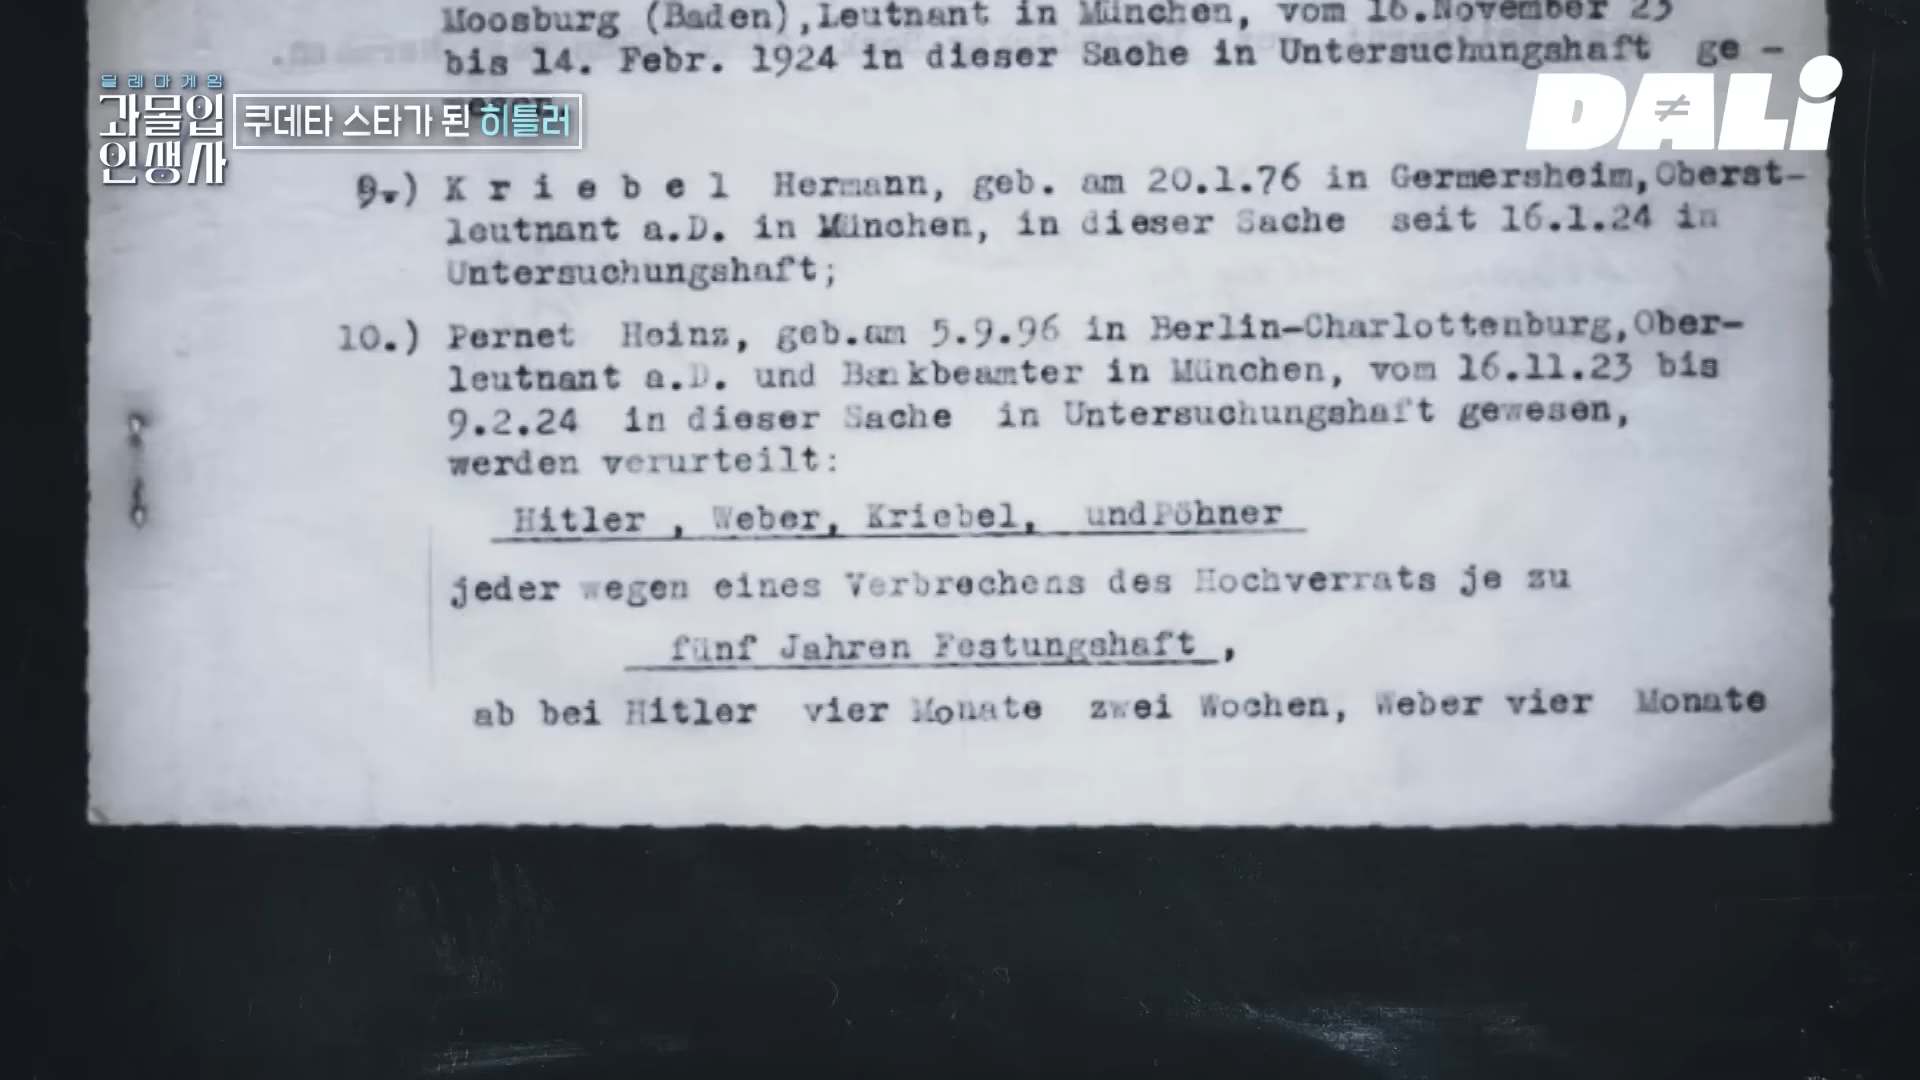 Moosburg (Baden),Leutnant in München, vom 16.November 23
bis 14. Febr. 1924 in dieser Sache in Untersuchungshaft ge -
딜레마게임
과몰입
인생사
쿠데타 스타가 된 히틀러
DALi
9.) K r i e b e l Hermann, geb. am 20.1.76 in Germersheim,Oberst-
leutnant a.D. in München, in dieser Sache seit 16.1.24 in
Untersuchungshaft;
10.) Pernet Heinz, geb.am 5.9.96 in Berlin-Charlottenburg,Ober-
leutnant a.D. und Bankbeamter in München, vom 16.11.23 bis
9.2.24 in dieser Sache in Untersuchungshaft gewesen,
werden verurteilt:
Hitler , Weber, Kriebel, undPöhner
jeder wegen eines Verbrechens des Hochverrats je zu
fünf Jahren Festungshaft ,
ab bei Hitler vier Monate zwei Wochen, Weber vier Monate